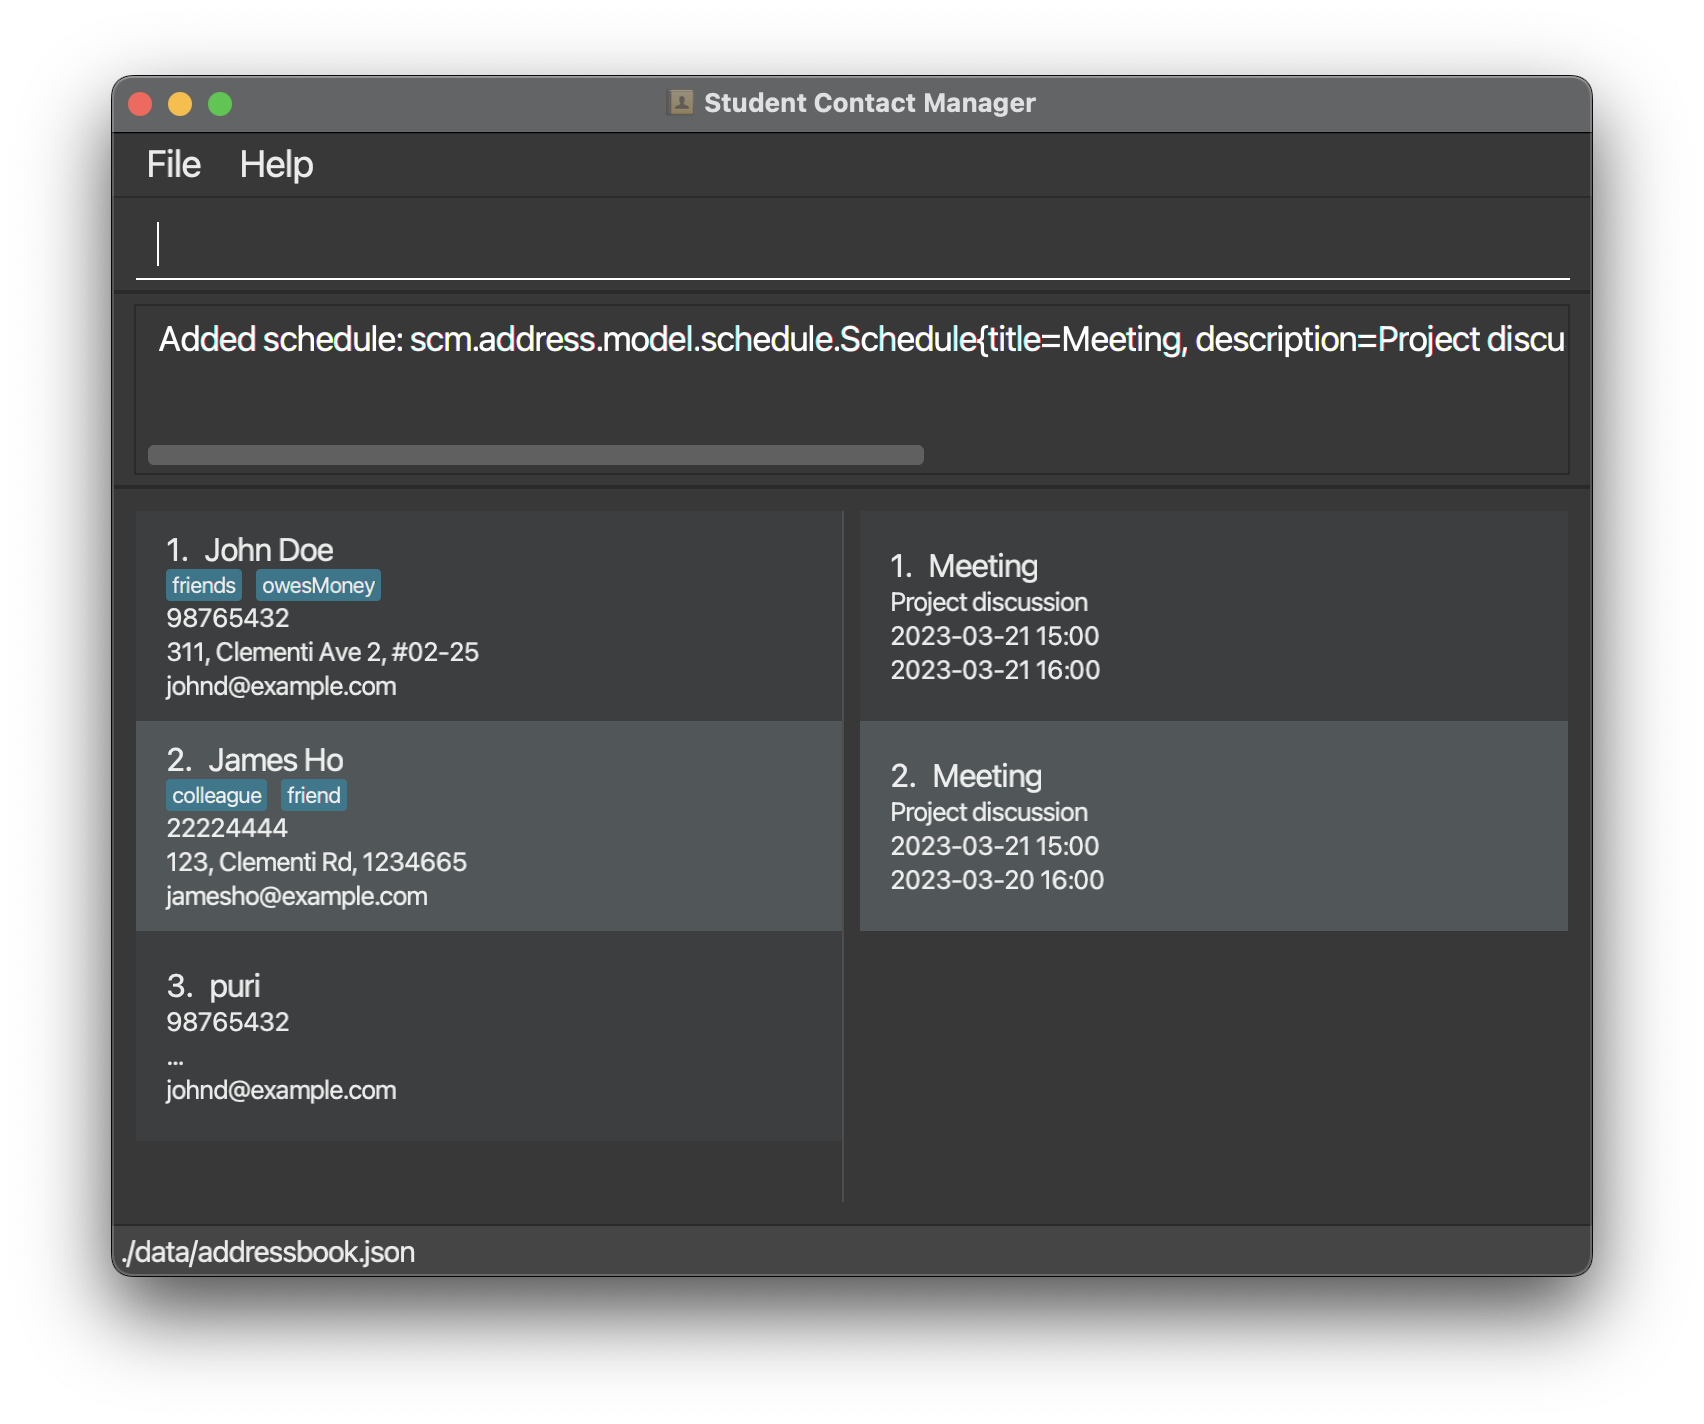 Student Contact Manager
File Help
Added schedule: scm.address.model.schedule.Schedule{title=Meeting, description=Project discu
1. John Doe
friends owesMoney
98765432
311, Clementi Ave 2, #02-25
johnd@example.com
2. James Ho
colleague friend
22224444
123, Clementi Rd, 1234665
jamesho@example.com
3. puri
98765432
...
johnd@example.com
1. Meeting
Project discussion
2023-03-21 15:00
2023-03-21 16:00
2. Meeting
Project discussion
2023-03-21 15:00
2023-03-20 16:00
./data/addressbook.json